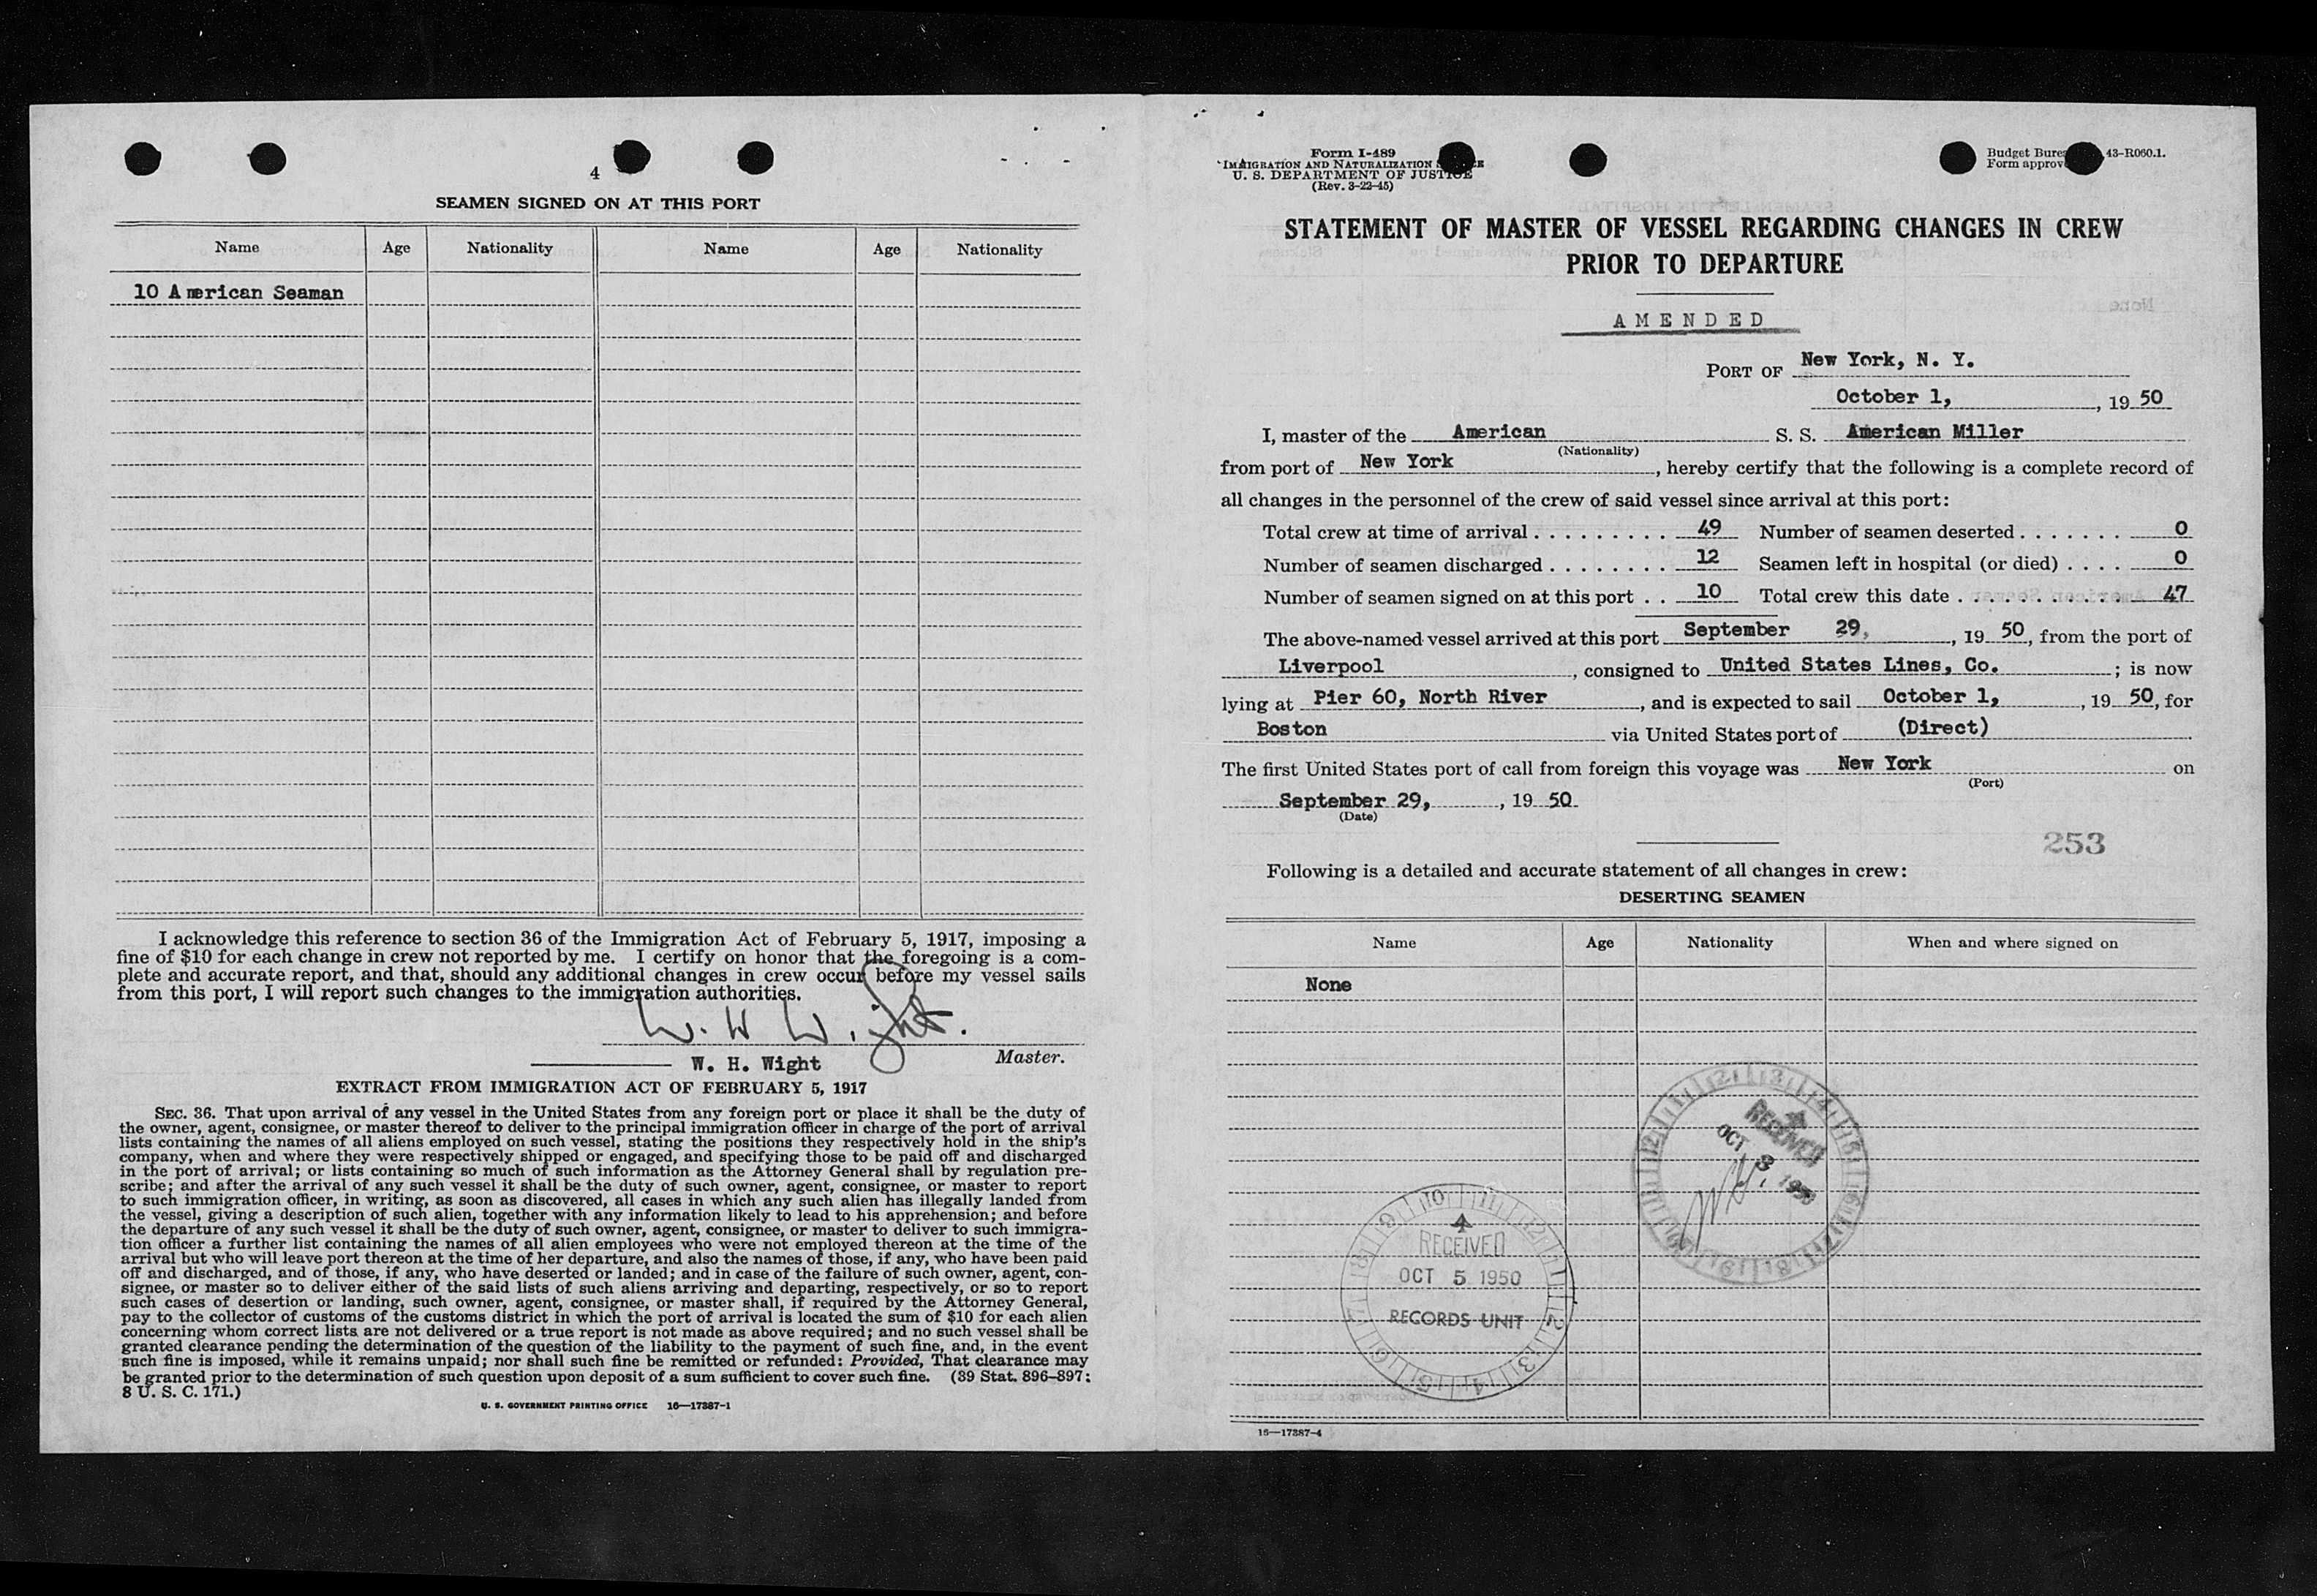 4
SEAMEN SIGNED ON AT THIS PORT
Name Age Nationality Name Age Nationality
10 American Seaman
I acknowledge this reference to section 36 of the Immigration Act of February 5, 1917, imposing a
fine of $10 for each change in crew not reported by me. I certify on honor that the foregoing is a com-
plete and accurate report, and that, should any additional changes in crew occur before my vessel sails
from this port, I will report such changes to the immigration authorities.
W. H. Wight.
W. H. Wight Master.
EXTRACT FROM IMMIGRATION ACT OF FEBRUARY 5, 1917
SEC. 36. That upon arrival of any vessel in the United States from any foreign port or place it shall be the duty of
the owner, agent, consignee, or master thereof to deliver to the principal immigration officer in charge of the port of arrival
lists containing the names of all aliens employed on such vessel, stating the positions they respectively hold in the ship's
company, when and where they were respectively shipped or engaged, and specifying those to be paid off and discharged
in the port of arrival; or lists containing so much of such information as the Attorney General shall by regulation pre-
scribe; and after the arrival of any such vessel it shall be the duty of such owner, agent, consignee, or master to report
to such immigration officer, in writing, as soon as discovered, all cases in which any such alien has illegally landed from
the vessel, giving a description of such alien, together with any information likely to lead to his apprehension; and before
the departure of any such vessel it shall be the duty of such owner, agent, consignee, or master to deliver to such immigra-
tion officer a further list containing the names of all alien employees who were not employed thereon at the time of the
arrival but who will leave port thereon at the time of her departure, and also the names of those, if any, who have been paid
off and discharged, and of those, if any, who have deserted or landed; and in case of the failure of such owner, agent, con-
signee, or master so to deliver either of the said lists of such aliens arriving and departing, respectively, or so to report
such cases of desertion or landing, such owner, agent, consignee, or master shall, if required by the Attorney General,
pay to the collector of customs of the customs district in which the port of arrival is located the sum of $10 for each alien
concerning whom correct lists are not delivered or a true report is not made as above required; and no such vessel shall be
granted clearance pending the determination of the question of the liability to the payment of such fine, and, in the event
such fine is imposed, while it remains unpaid; nor shall such fine be remitted or refunded: Provided, That clearance may
be granted prior to the determination of such question upon deposit of a sum sufficient to cover such fine. (39 Stat. 896-897;
8 U. S. C. 171.)
U. S. GOVERNMENT PRINTING OFFICE 16—17387-1
Form I-489
IMMIGRATION AND NATURALIZATION
U. S. DEPARTMENT OF JUSTICE
(Rev. 3-22-45)
Budget 43-R060.1.
Form
STATEMENT OF MASTER OF VESSEL REGARDING CHANGES IN CREW
PRIOR TO DEPARTURE
AMENDED
PORT OF New York, N. Y.
October 1, , 19 50
I, master of the American S. S. American Miller
(Nationality)
from port of New York , hereby certify that the following is a complete record of
all changes in the personnel of the crew of said vessel since arrival at this port:
Total crew at time of arrival . . . . . . . . . 49 Number of seamen deserted . . . . . . . 0
Number of seamen discharged . . . . . . . . 12 Seamen left in hospital (or died) . . . . 0
Number of seamen signed on at this port . . 10 Total crew this date . . . . . . . . . . . 47
The above-named vessel arrived at this port September 29, , 19 50, from the port of
Liverpool , consigned to United States Lines, Co. ; is now
lying at Pier 60, North River , and is expected to sail October 1, , 19 50, for
Boston via United States port of (Direct)
The first United States port of call from foreign this voyage was New York on
(Port)
September 29, , 19 50
(Date)
253
Following is a detailed and accurate statement of all changes in crew:
DESERTING SEAMEN
Name Age Nationality When and where signed on
None
RECEIVED
OCT 3 1950
RECEIVED
OCT 5 1950
RECORDS UNIT
16—17387-4